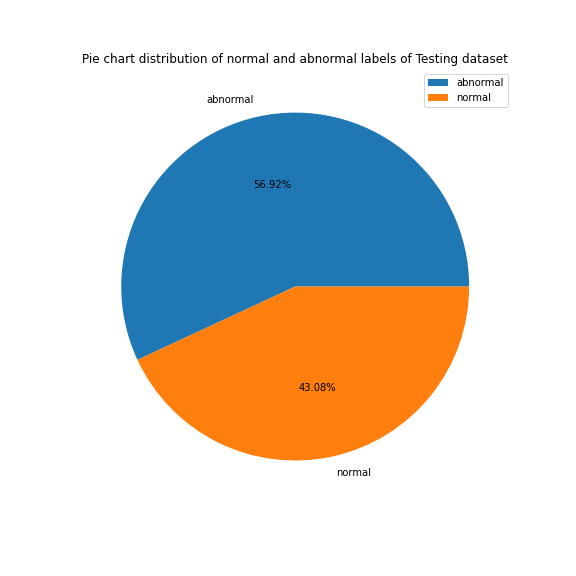 Pie chart distribution of normal and abnormal labels of Testing dataset
abnormal
normal
abnormal
56.92%
43.08%
normal